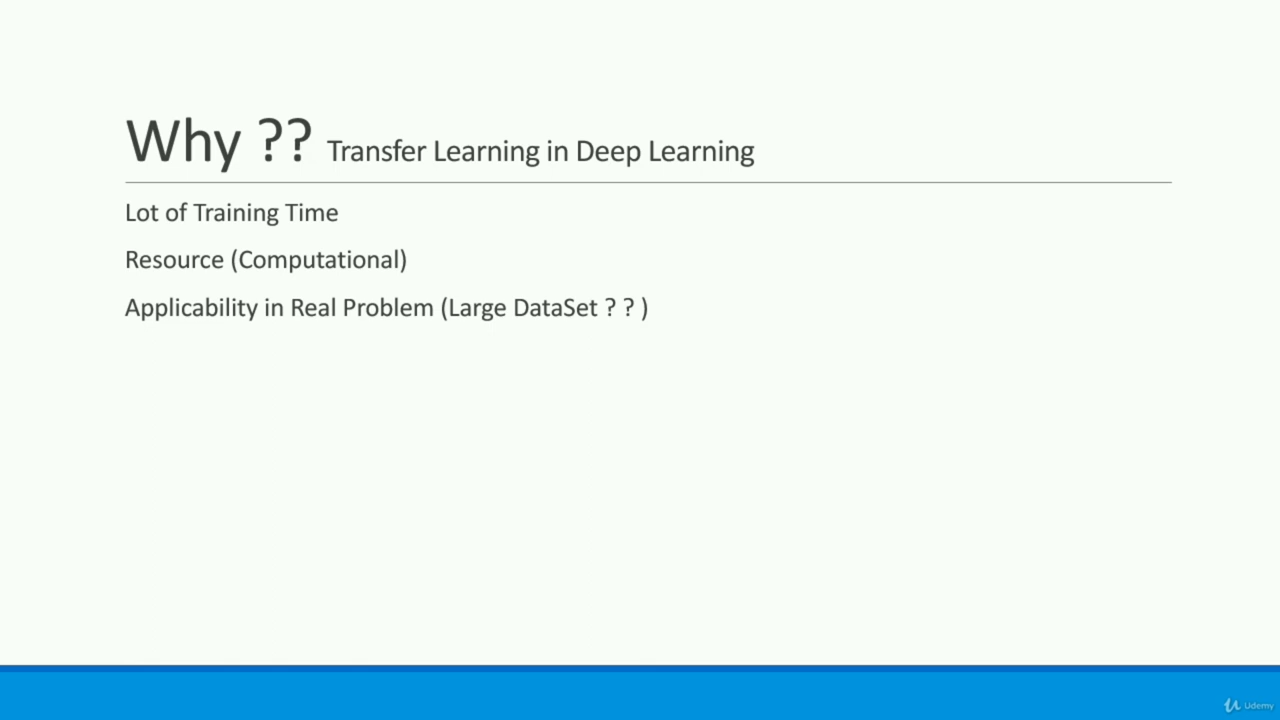 Why ?? Transfer Learning in Deep Learning
Lot of Training Time
Resource (Computational)
Applicability in Real Problem (Large DataSet ? ? )
Udemy